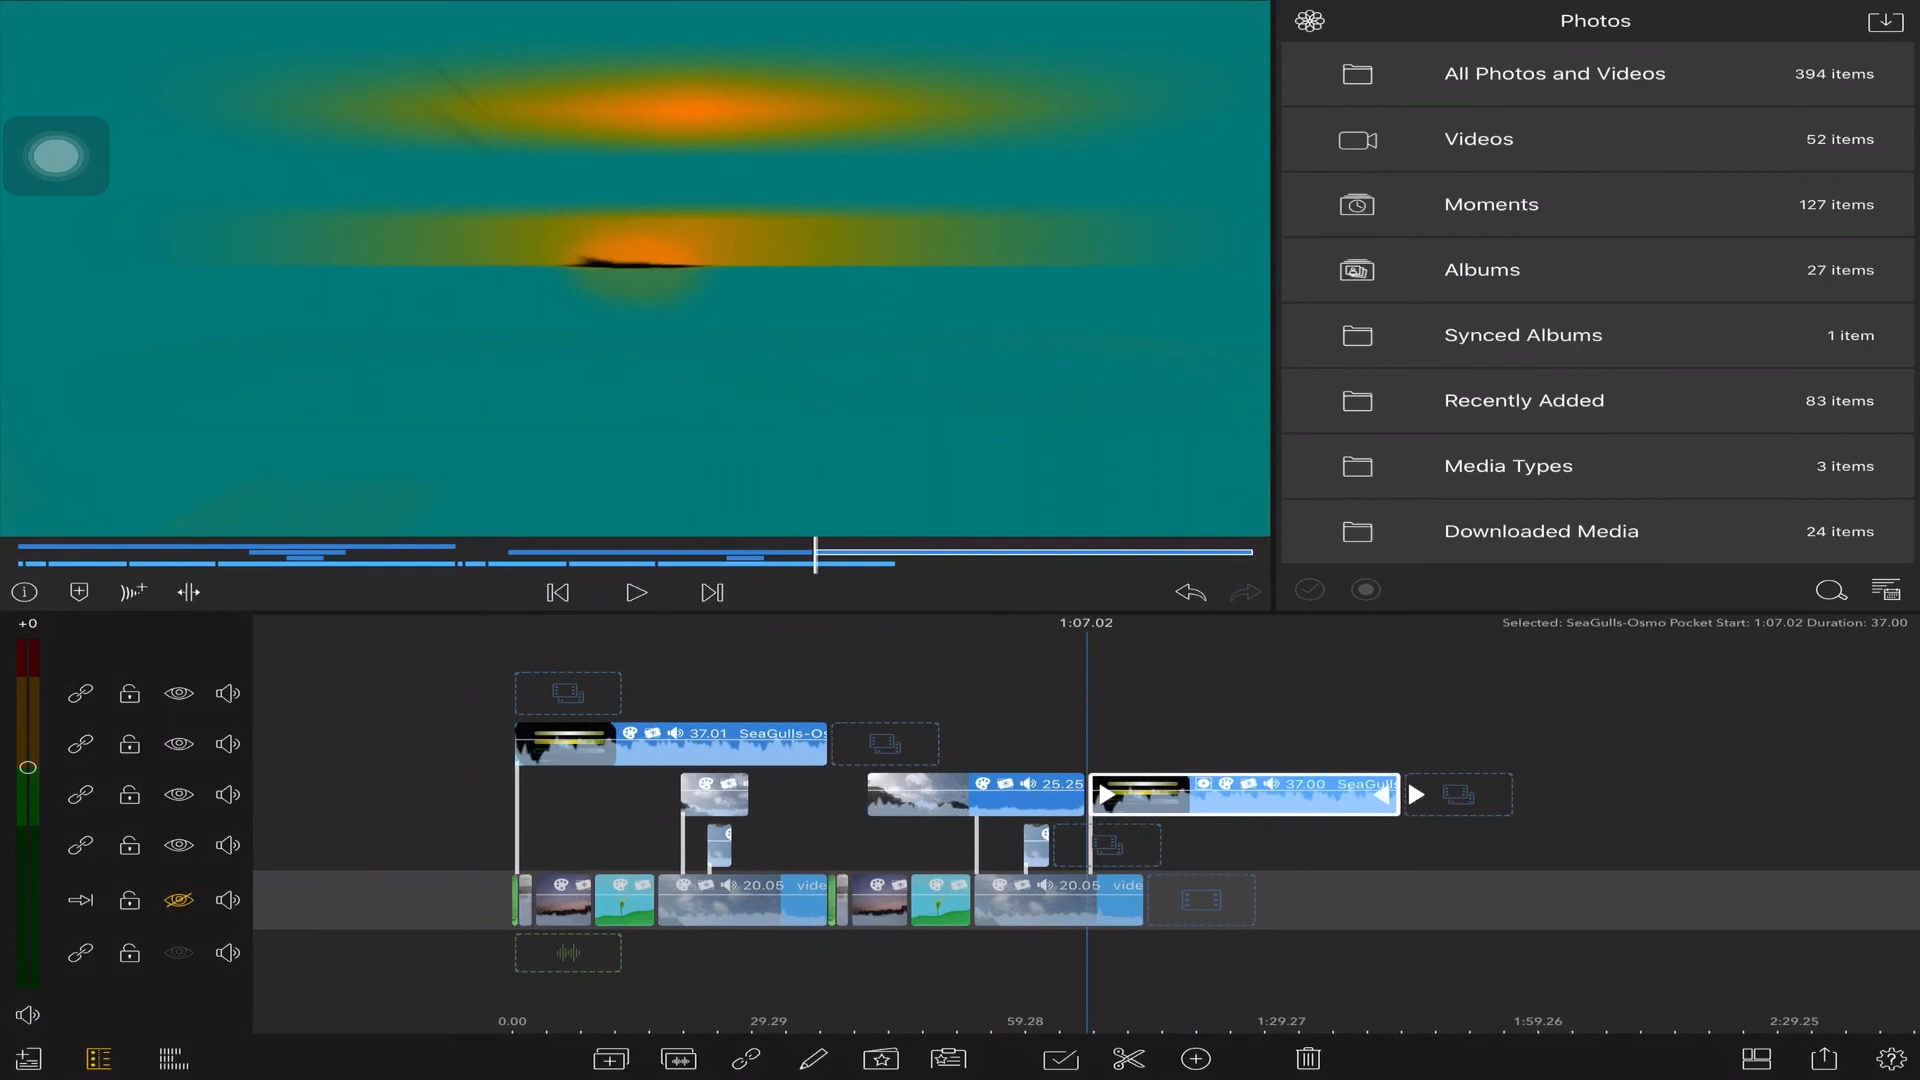 Photos
All Photos and Videos 394 items
Videos 52 items
Moments 127 items
Albums 27 items
Synced Albums 1 item
Recently Added 83 items
Media Types 3 items
Downloaded Media 24 items
+0
1:07.02
Selected: SeaGulls-Osmo Pocket Start: 1:07.02 Duration: 37.00
37.01 SeaGulls-Os
25.25
37.00 SeaGulls
20.05 vide
20.05 vide
0.00 29.29 59.28 1:29.27 1:59.26 2:29.25